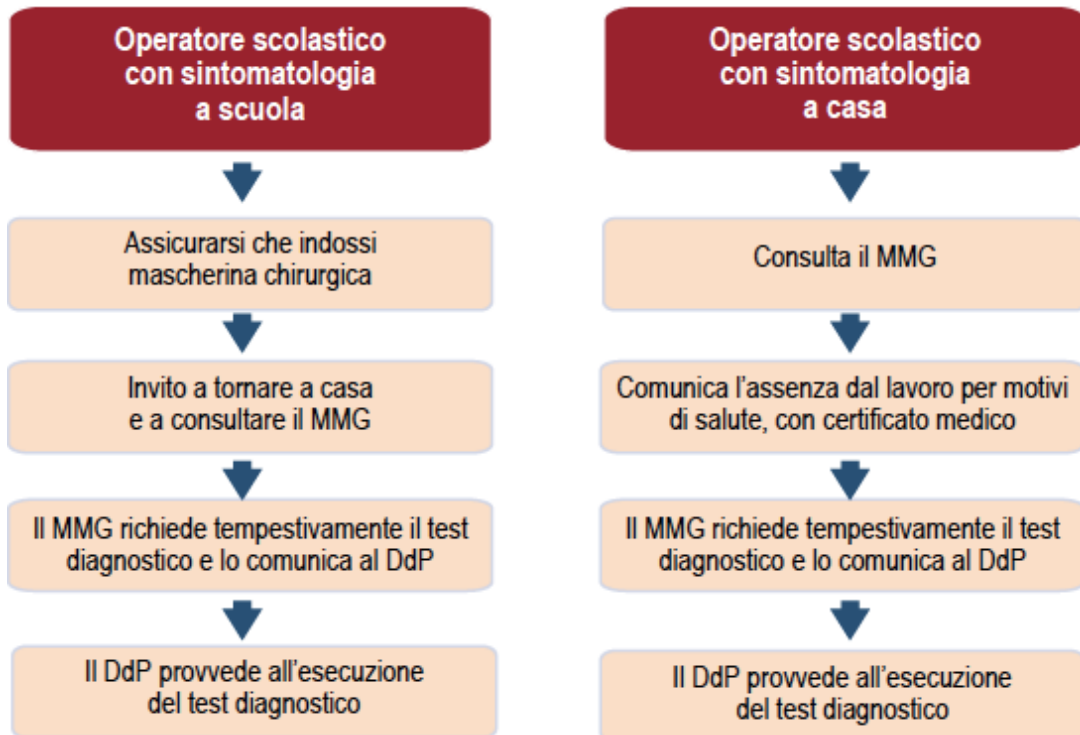 Operatore scolastico
con sintomatologia
a scuola
Assicurarsi che indossi
mascherina chirurgica
Invito a tornare a casa
e a consultare il MMG
Il MMG richiede tempestivamente il test
diagnostico e lo comunica al DdP
Il DdP provvede all'esecuzione
del test diagnostico
Operatore scolastico
con sintomatologia
a casa
Consulta il MMG
Comunica l'assenza dal lavoro per motivi
di salute, con certificato medico
Il MMG richiede tempestivamente il test
diagnostico e lo comunica al DdP
Il DdP provvede all'esecuzione
del test diagnostico